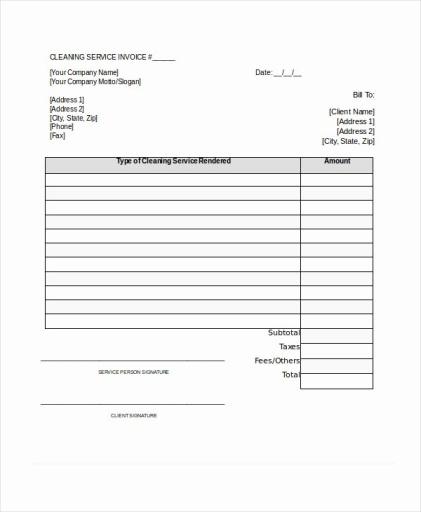 CLEANING SERVICE INVOICE #______
[Your Company Name]
Date: __/__/__
[Your Company Motto/Slogan]
Bill To:
[Address 1]
[Address 2]
[City, State, Zip]
[Phone]
[Fax]
[Client Name]
[Address 1]
[Address 2]
[City, State, Zip]
Type of Cleaning Service Rendered Amount
Subtotal
Taxes
Fees/Others
Total
SERVICE PERSON SIGNATURE
CLIENT SIGNATURE